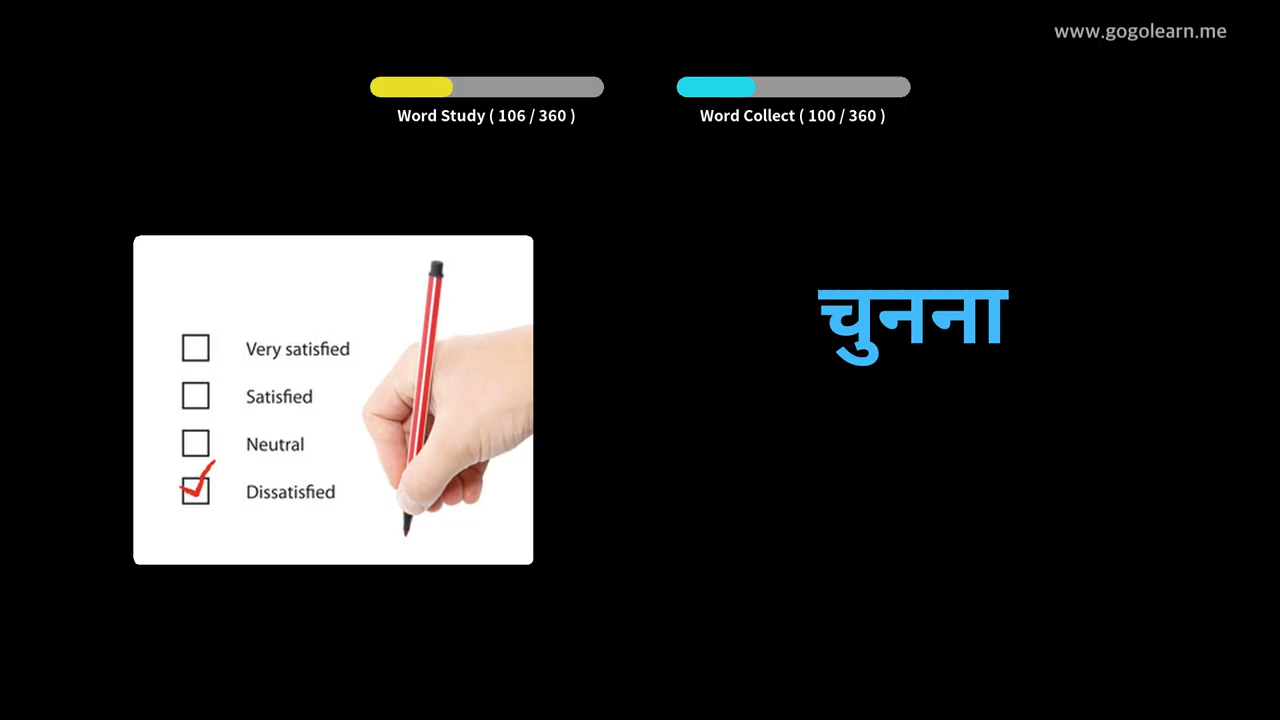 www.gogolearn.me
Word Study ( 106 / 360 )
Word Collect ( 100 / 360 )
Very satisfied
Satisfied
Neutral
Dissatisfied
चुनना